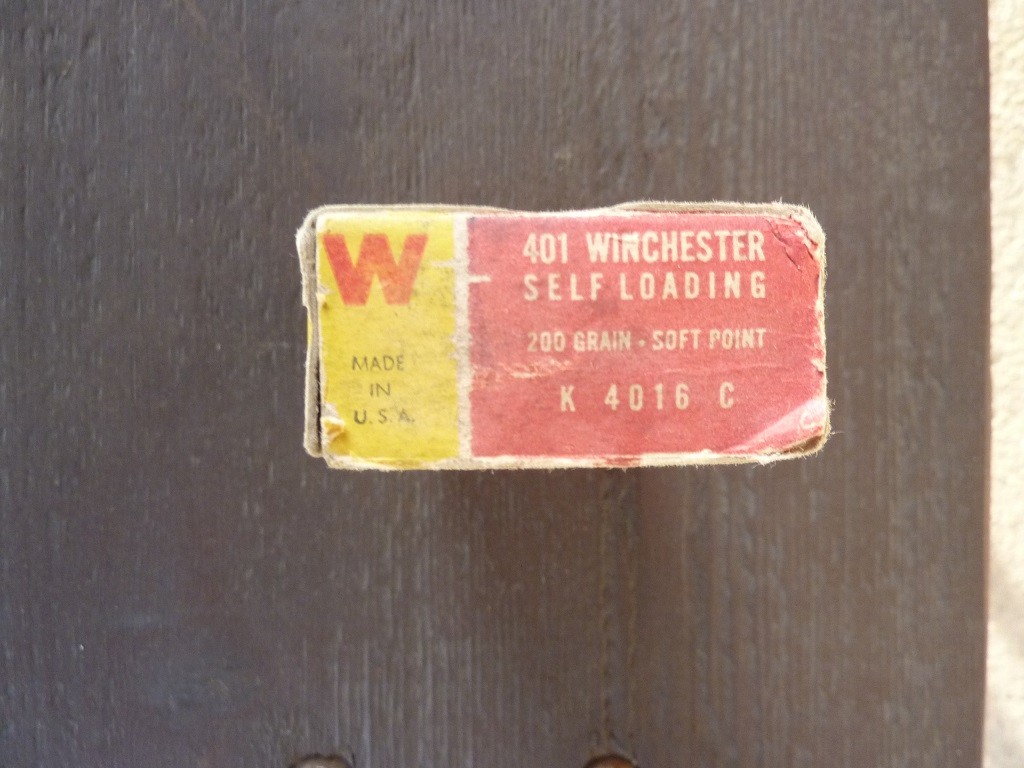 W
MADE
IN
U.S.A.
401 WINCHESTER
SELF LOADING
200 GRAIN - SOFT POINT
K 4016 C